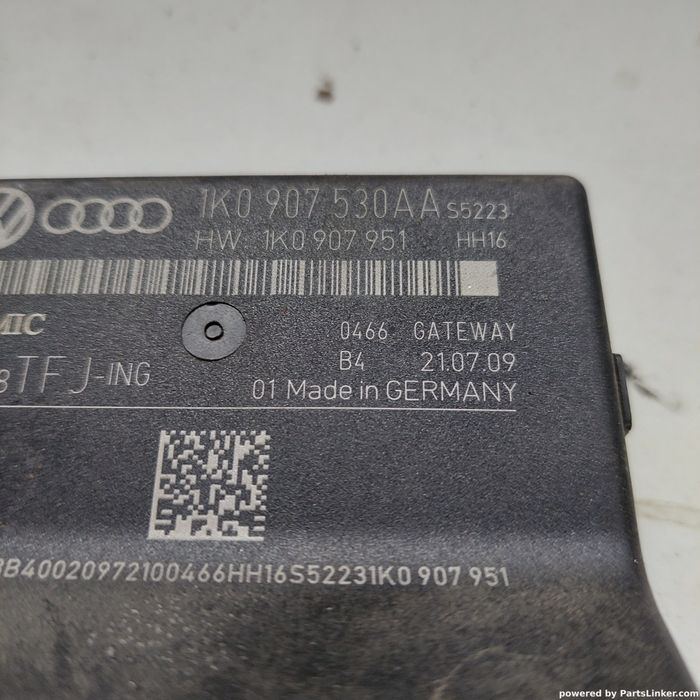 1K0 907 530AA S5223
HW: 1K0 907 951 HH16
0466 GATEWAY
B4 21.07.09
TFJ-ING
01 Made in GERMANY
B40020972100466HH16S52231K0 907 951
powered by PartsLinker.com